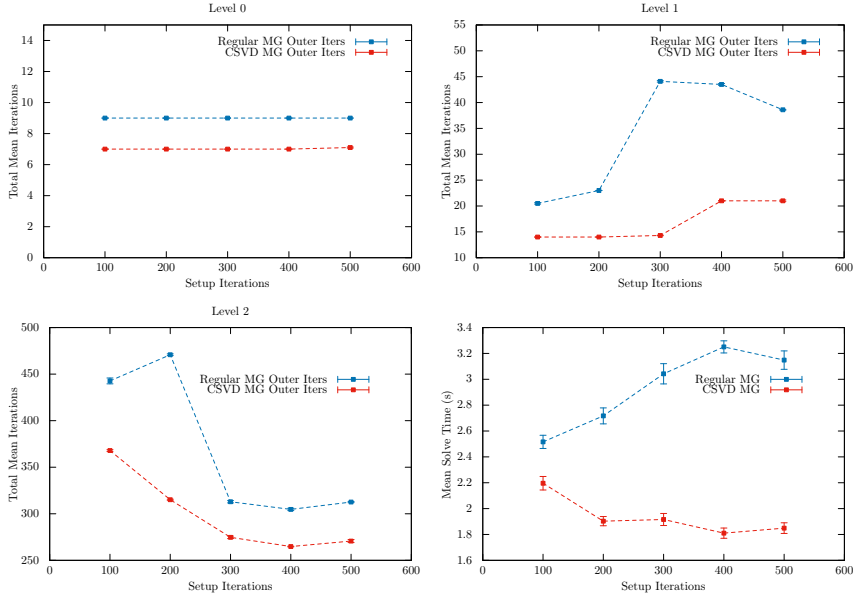 Level 0
14
12
10
8
6
4
2
0
Total Mean Iterations
Regular MG Outer Iters
CSVD MG Outer Iters
0 100 200 300 400 500 600
Setup Iterations
Level 1
55
50
45
40
35
30
25
20
15
10
Total Mean Iterations
Regular MG Outer Iters
CSVD MG Outer Iters
0 100 200 300 400 500 600
Setup Iterations
Level 2
500
450
400
350
300
250
Total Mean Iterations
Regular MG Outer Iters
CSVD MG Outer Iters
0 100 200 300 400 500 600
Setup Iterations
3.4
3.2
3
2.8
2.6
2.4
2.2
2
1.8
1.6
Mean Solve Time (s)
Regular MG
CSVD MG
0 100 200 300 400 500 600
Setup Iterations